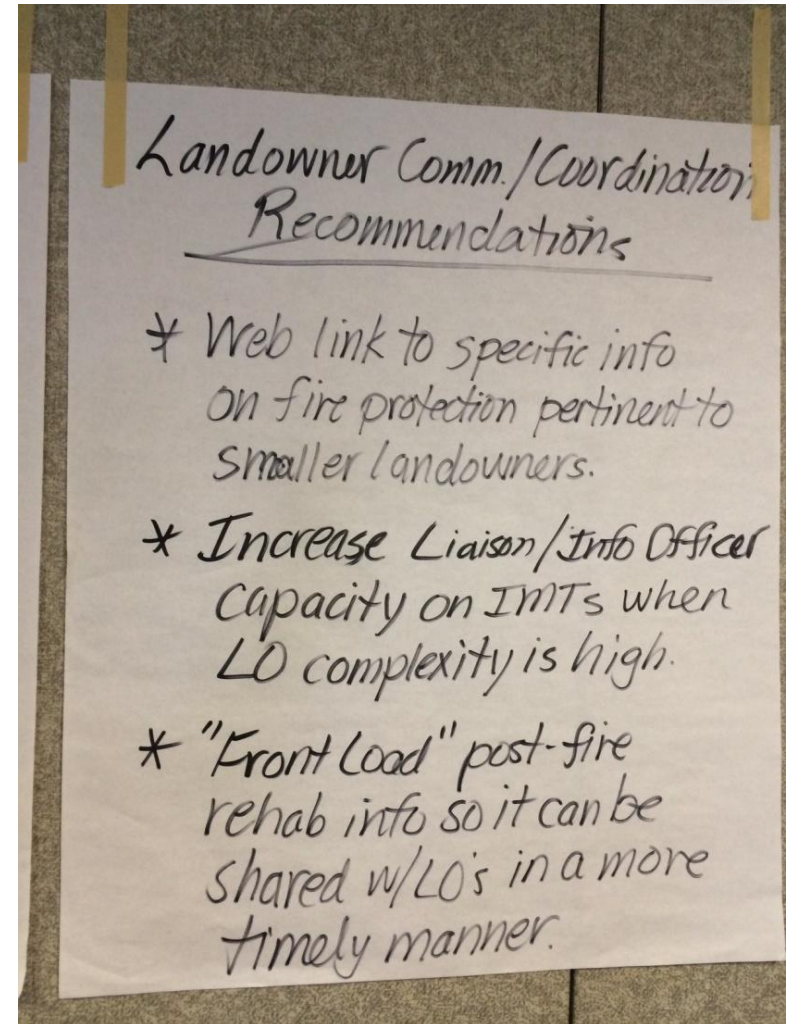 Landowner Comm./Coordination
Recommendations
* Web link to specific info
on fire protection pertinent to
smaller landowners.
* Increase Liaison/Info Officer
capacity on IMTs when
LO complexity is high.
* "Front Load" post-fire
rehab info so it can be
shared w/LO's in a more
timely manner.